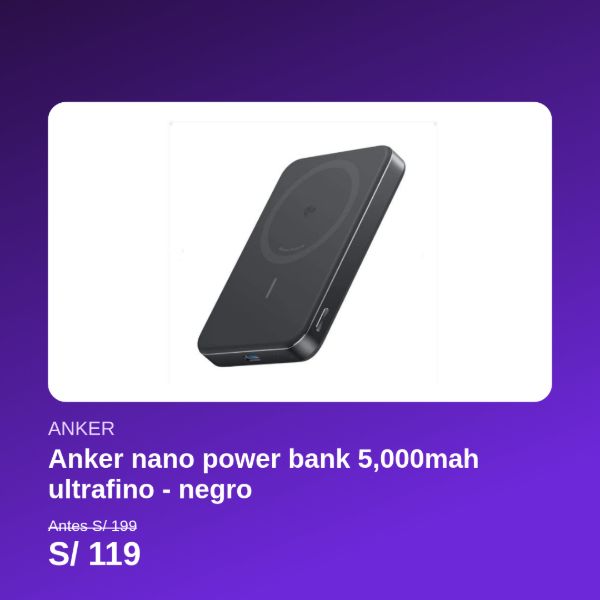 ANKER
Anker nano power bank 5,000mah
ultrafino - negro
Antes S/ 199
S/ 119